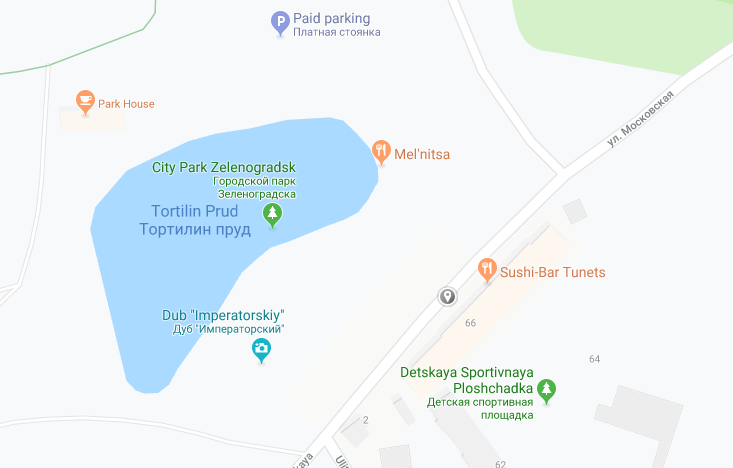 Paid parking
Платная стоянка
Park House
ул. Московская
Mel'nitsa
City Park Zelenogradsk
Городской парк
Зеленоградска
Tortilin Prud
Тортилин пруд
Sushi-Bar Tunets
Dub "Imperatorskiy"
Дуб "Императорский"
66
64
Detskaya Sportivnaya
Ploshchadka
Детская спортивная
площадка
2
62